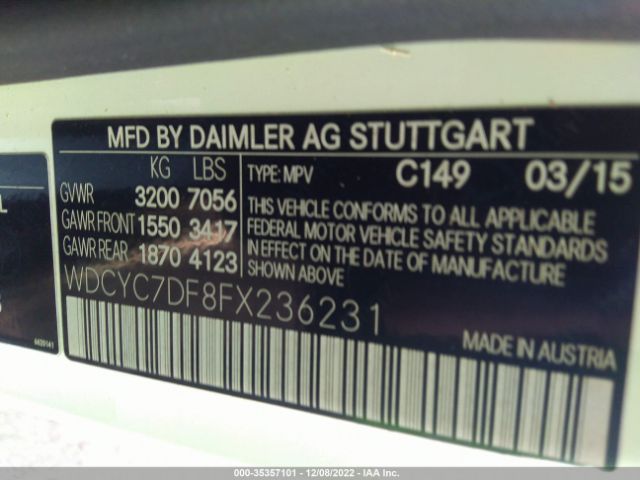 MFD BY DAIMLER AG STUTTGART
KG LBS
GVWR 3200 7056
GAWR FRONT 1550 3417
GAWR REAR 1870 4123
TYPE: MPV C149 03/15
THIS VEHICLE CONFORMS TO ALL APPLICABLE
FEDERAL MOTOR VEHICLE SAFETY STANDARDS
IN EFFECT ON THE DATE OF MANUFACTURE
SHOWN ABOVE
WDCYC7DF8FX236231
MADE IN AUSTRIA
L
4639141
000-35357101 - 12/08/2022 - IAA Inc.